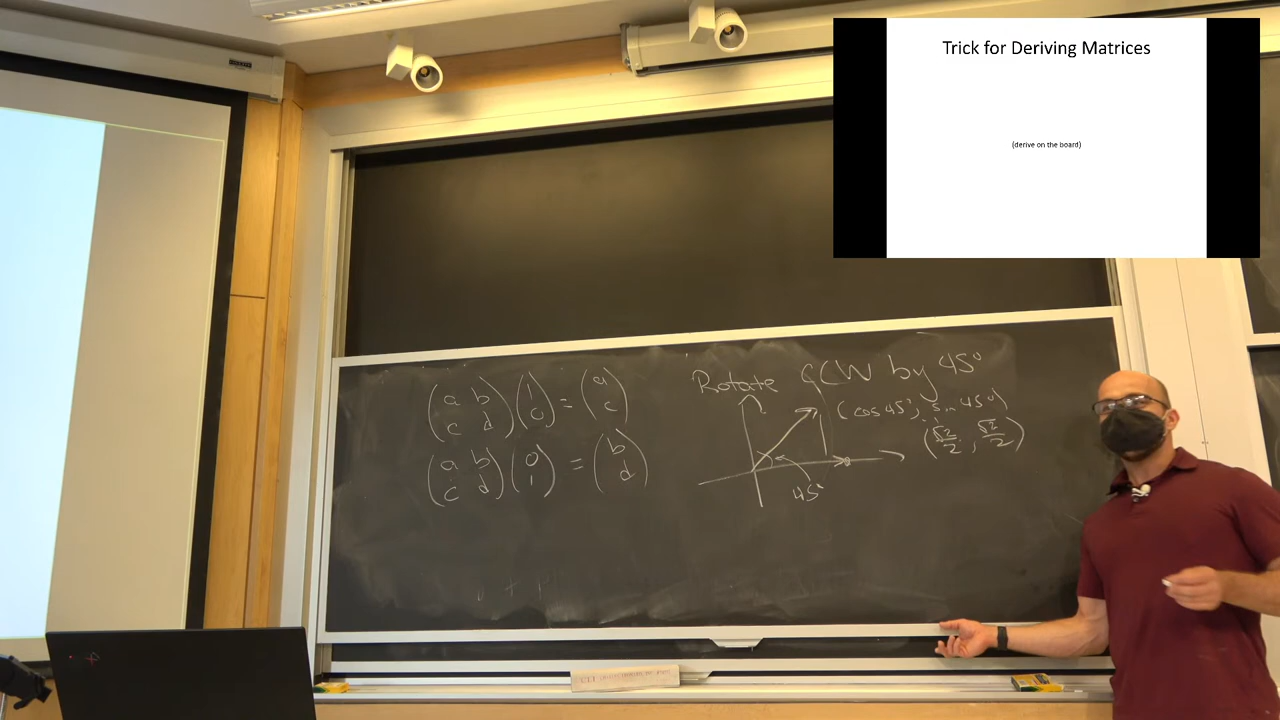 Trick for Deriving Matrices
(derive on the board)
(a b
c d)(1
0) = (a
c)
(a b
c d)(0
1) = (b
d)
Rotate CCW by 45°
(cos 45°, sin 45°)
(√2/2, √2/2)
45°